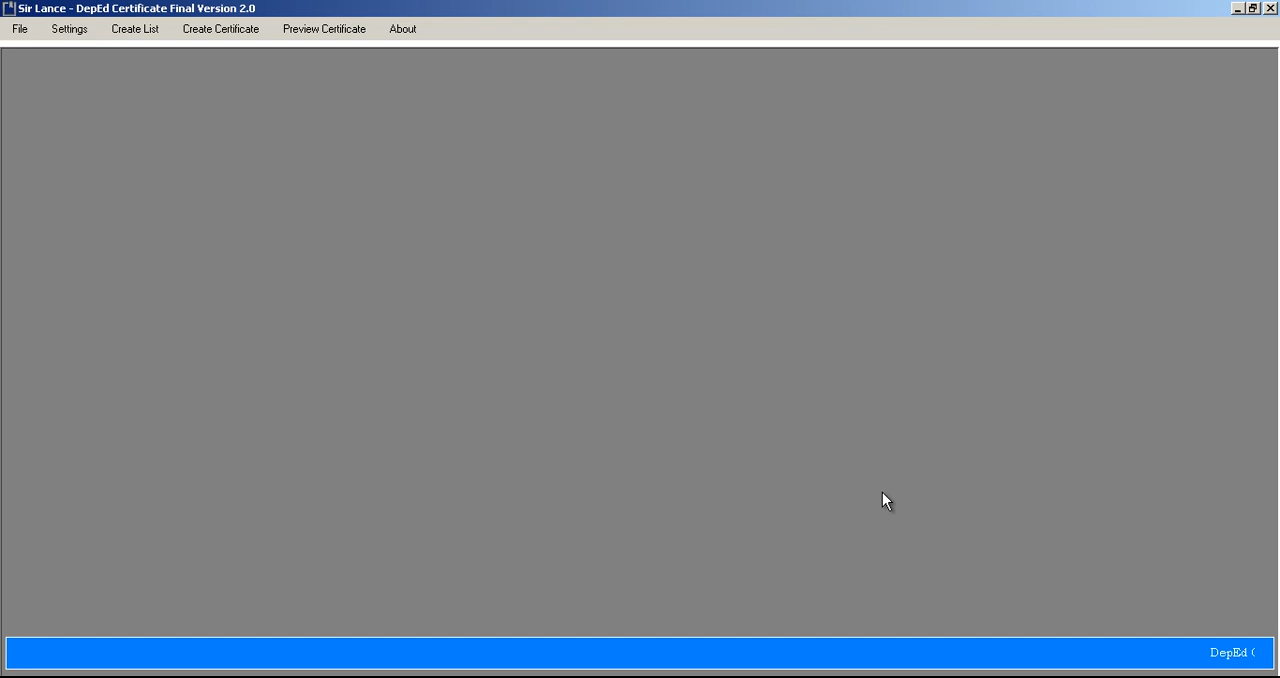 Sir Lance - DepEd Certificate Final Version 2.0
File Settings Create List Create Certificate Preview Certificate About
DepEd (